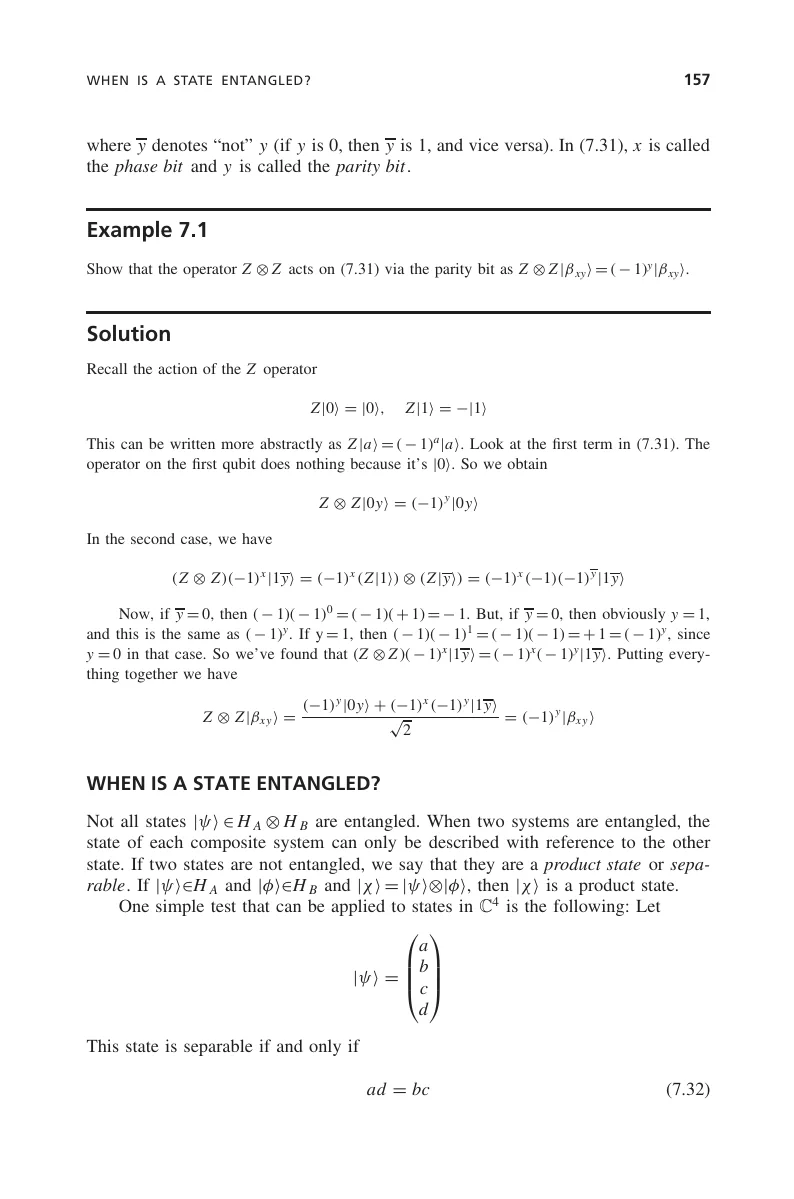 WHEN IS A STATE ENTANGLED? 157
where y̅ denotes “not” y (if y is 0, then y̅ is 1, and vice versa). In (7.31), x is called
the phase bit and y is called the parity bit.
Example 7.1
Show that the operator Z ⊗ Z acts on (7.31) via the parity bit as Z ⊗ Z|βxy⟩ = (− 1)^y|βxy⟩.
Solution
Recall the action of the Z operator
Z|0⟩ = |0⟩, Z|1⟩ = −|1⟩
This can be written more abstractly as Z|a⟩ = (− 1)^a|a⟩. Look at the first term in (7.31). The
operator on the first qubit does nothing because it’s |0⟩. So we obtain
Z ⊗ Z|0y⟩ = (−1)^y|0y⟩
In the second case, we have
(Z ⊗ Z)(−1)^x|1y̅⟩ = (−1)^x(Z|1⟩) ⊗ (Z|y̅⟩) = (−1)^x(−1)(−1)^y̅|1y̅⟩
Now, if y̅ = 0, then (− 1)(− 1)^0 = (− 1)(+ 1) = − 1. But, if y̅ = 0, then obviously y = 1,
and this is the same as (− 1)^y. If y = 1, then (− 1)(− 1)^1 = (− 1)(− 1) = + 1 = (− 1)^y, since
y = 0 in that case. So we’ve found that (Z ⊗ Z)(− 1)^x|1y̅⟩ = (− 1)^x(− 1)^y|1y̅⟩. Putting every-
thing together we have
Z ⊗ Z|βxy⟩ = ((−1)^y|0y⟩ + (−1)^x(−1)^y|1y̅⟩)/√2 = (−1)^y|βxy⟩
WHEN IS A STATE ENTANGLED?
Not all states |ψ⟩ ∈ H_A ⊗ H_B are entangled. When two systems are entangled, the
state of each composite system can only be described with reference to the other
state. If two states are not entangled, we say that they are a product state or sepa-
rable. If |ψ⟩∈H_A and |ϕ⟩∈H_B and |χ⟩ = |ψ⟩⊗|ϕ⟩, then |χ⟩ is a product state.
One simple test that can be applied to states in ℂ⁴ is the following: Let
a
b
|ψ⟩ =
c
d
This state is separable if and only if
ad = bc (7.32)